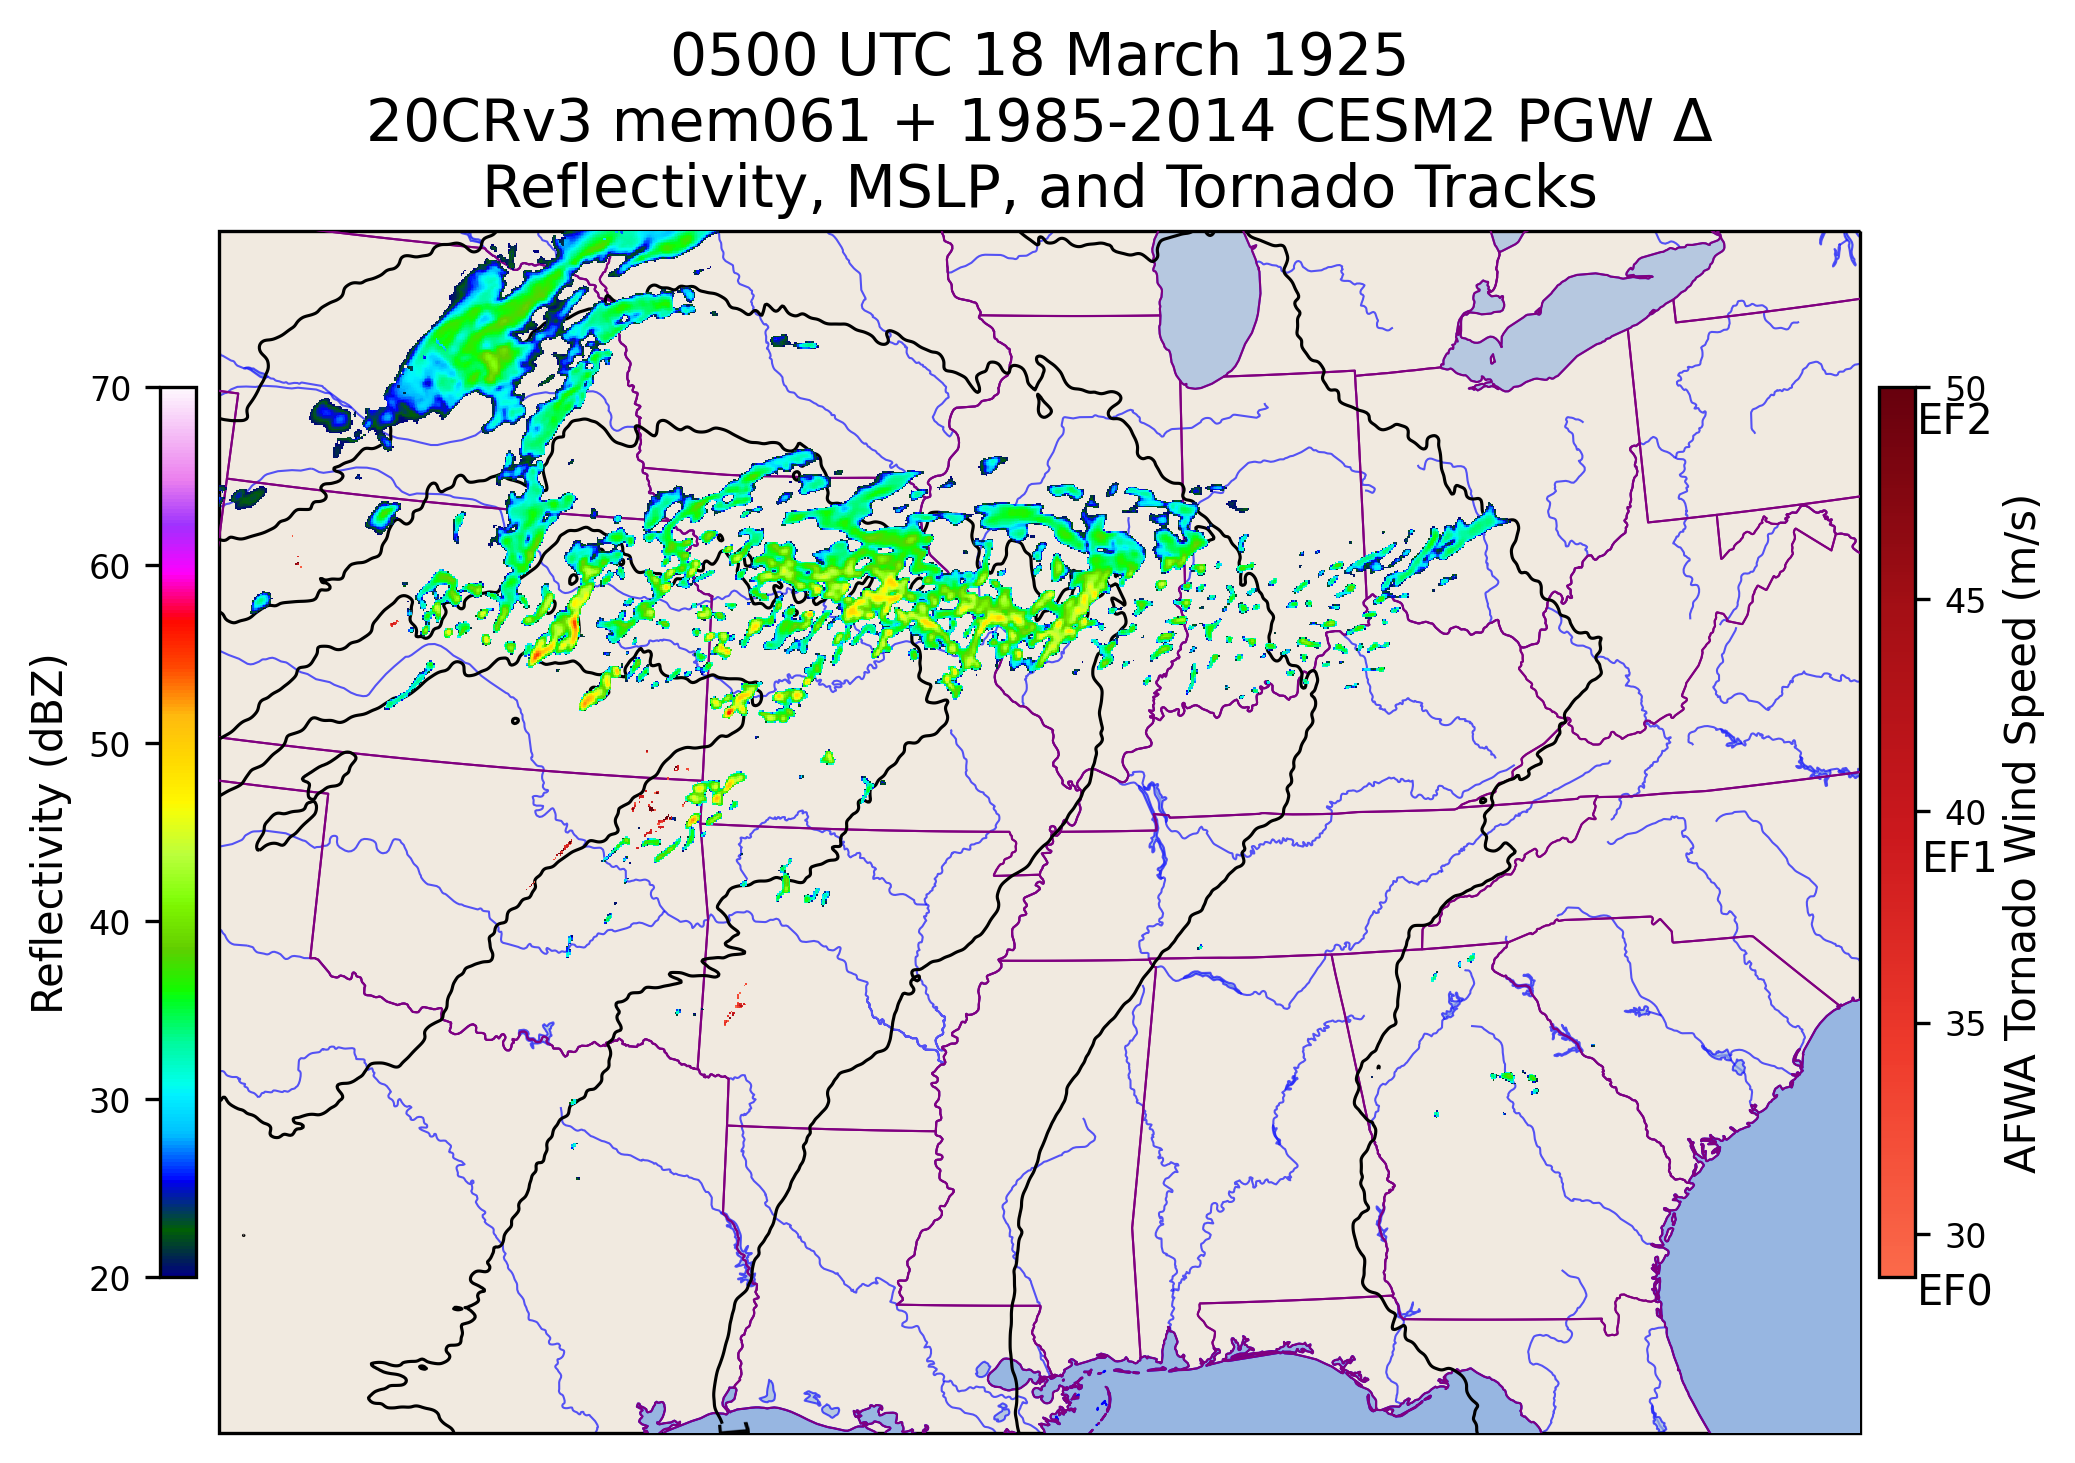 0500 UTC 18 March 1925
20CRv3 mem061 + 1985-2014 CESM2 PGW Δ
Reflectivity, MSLP, and Tornado Tracks
70
60
50
40
30
20
Reflectivity (dBZ)
50
EF2
45
40
EF1
35
30
EF0
AFWA Tornado Wind Speed (m/s)